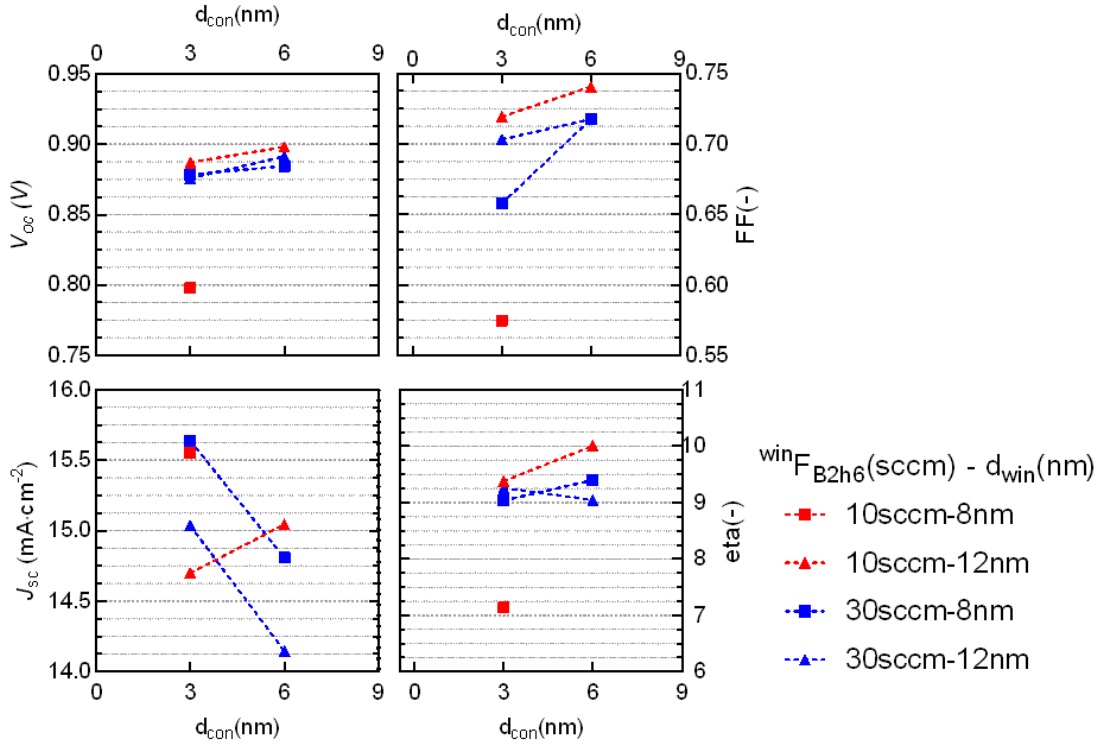 d_con(nm)
0 3 6 9
d_con(nm)
0 3 6 9
0.95
0.90
0.85
0.80
0.75
V_oc (V)
0.75
0.70
0.65
0.60
0.55
FF(-)
16.0
15.5
15.0
14.5
14.0
J_sc (mA·cm⁻²)
11
10
9
8
7
6
eta(-)
0 3 6 9
d_con(nm)
0 3 6 9
d_con(nm)
^winF_B2h6(sccm) - d_win(nm)
10sccm-8nm
10sccm-12nm
30sccm-8nm
30sccm-12nm